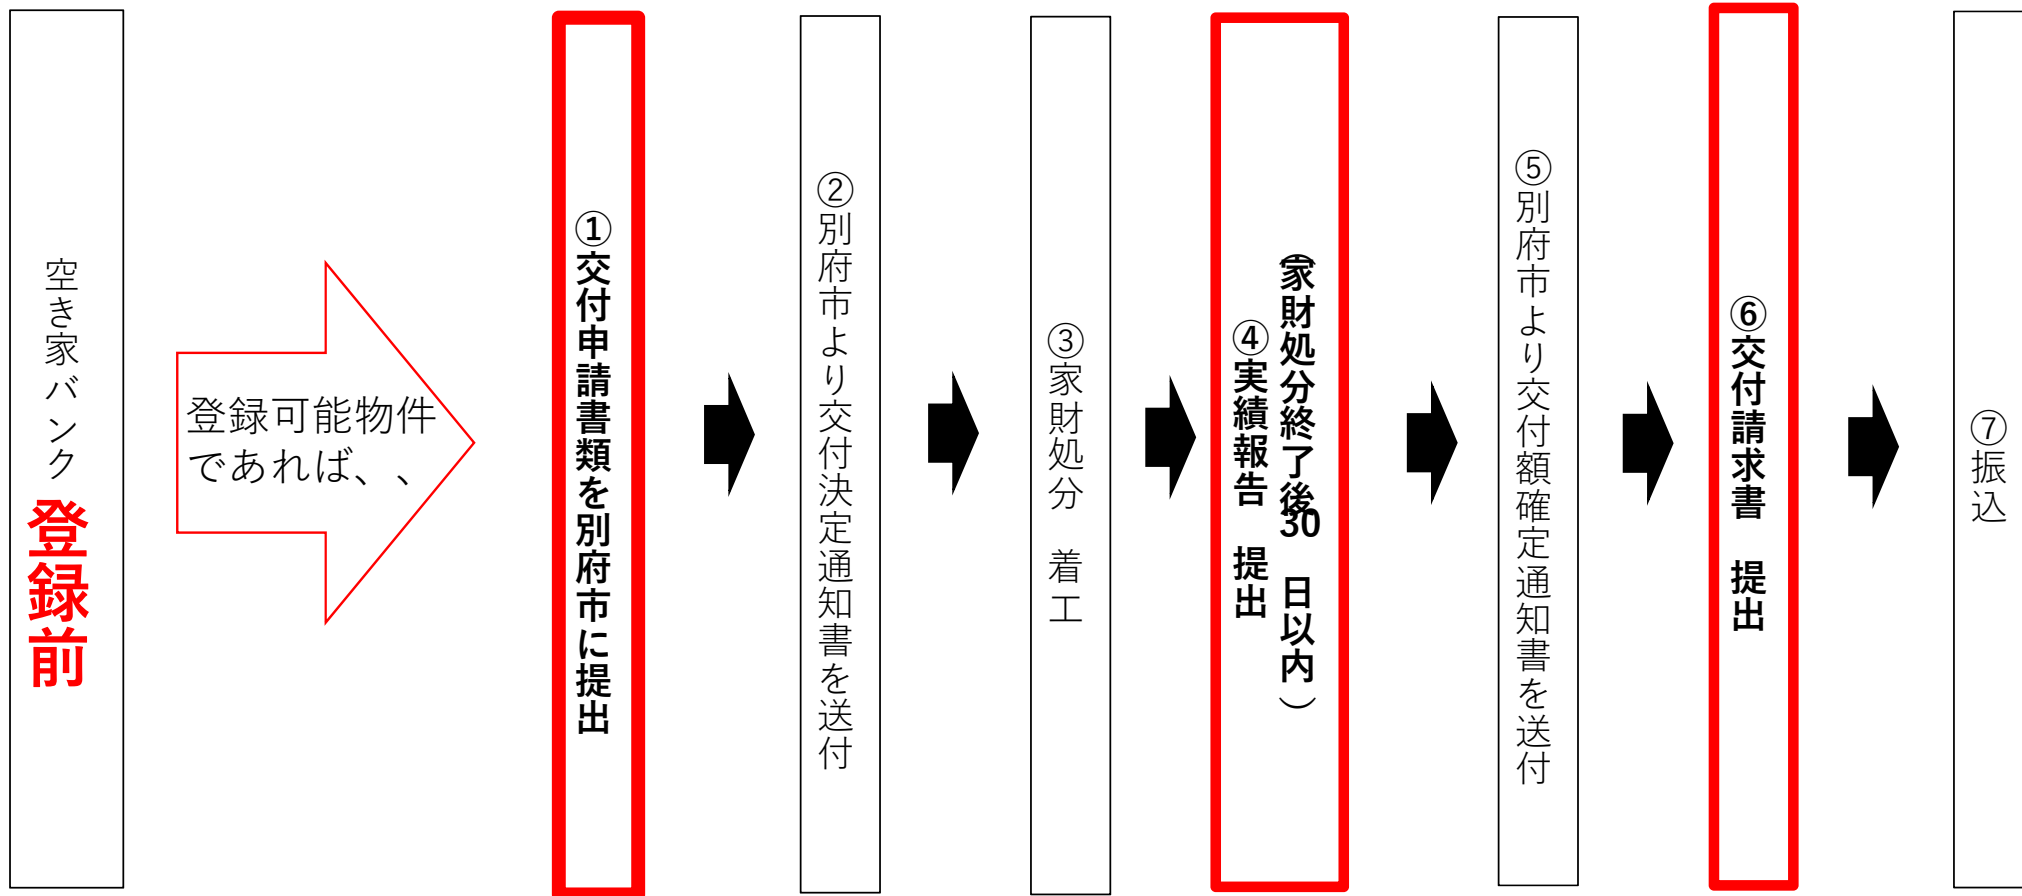 空き家バンク登録前
登録可能物件
であれば、、
①交付申請書類を別府市に提出
②別府市より交付決定通知書を送付
③家財処分　着工
（家財処分終了後30　日以内）
④実績報告　提出
⑤別府市より交付額確定通知書を送付
⑥交付請求書　提出
⑦振込